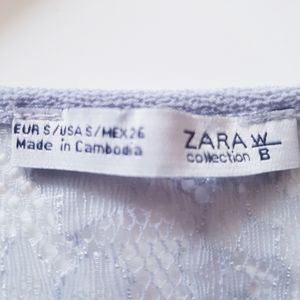 EUR S/USA S/MEX 26
Made in Cambodia
ZARA W/B
collection